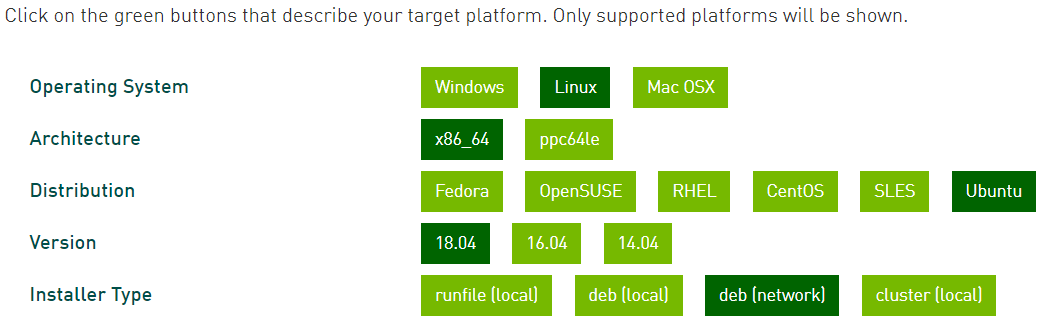 Click on the green buttons that describe your target platform. Only supported platforms will be shown.
Operating System Windows Linux Mac OSX
Architecture x86_64 ppc64le
Distribution Fedora OpenSUSE RHEL CentOS SLES Ubuntu
Version 18.04 16.04 14.04
Installer Type runfile (local) deb (local) deb (network) cluster (local)